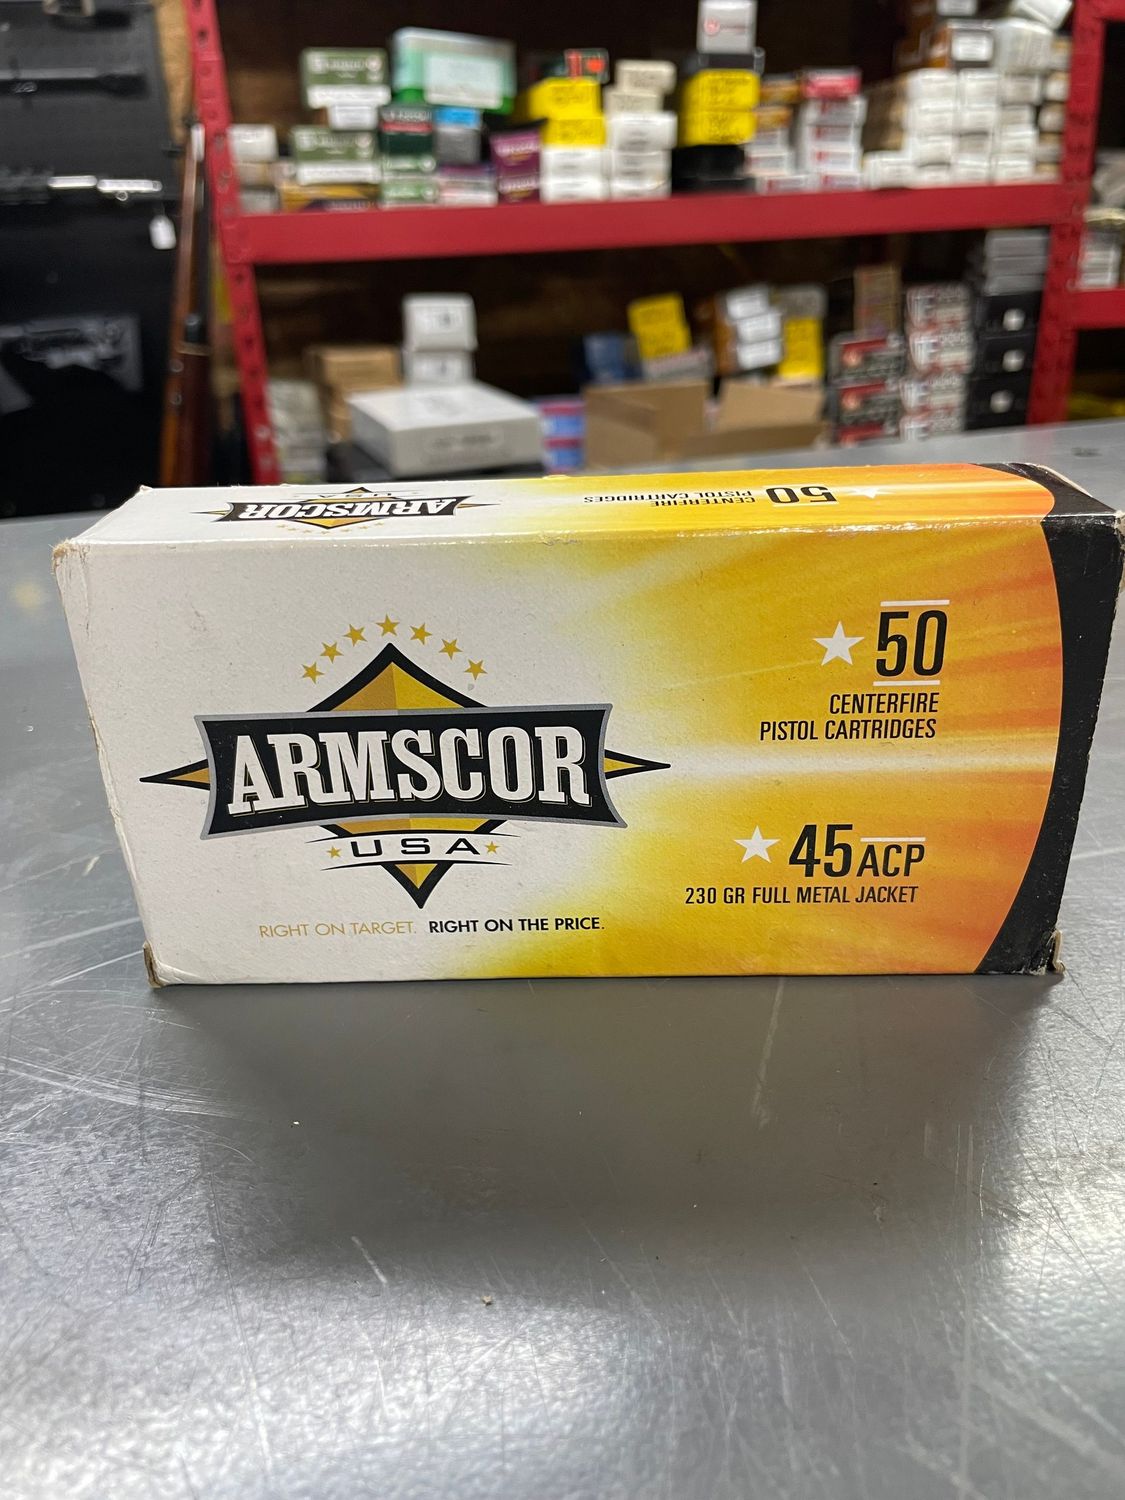 ARMSCOR
USA
50
CENTERFIRE
PISTOL CARTRIDGES
ARMSCOR
USA
RIGHT ON TARGET. RIGHT ON THE PRICE.
50
CENTERFIRE
PISTOL CARTRIDGES
45 ACP
230 GR FULL METAL JACKET